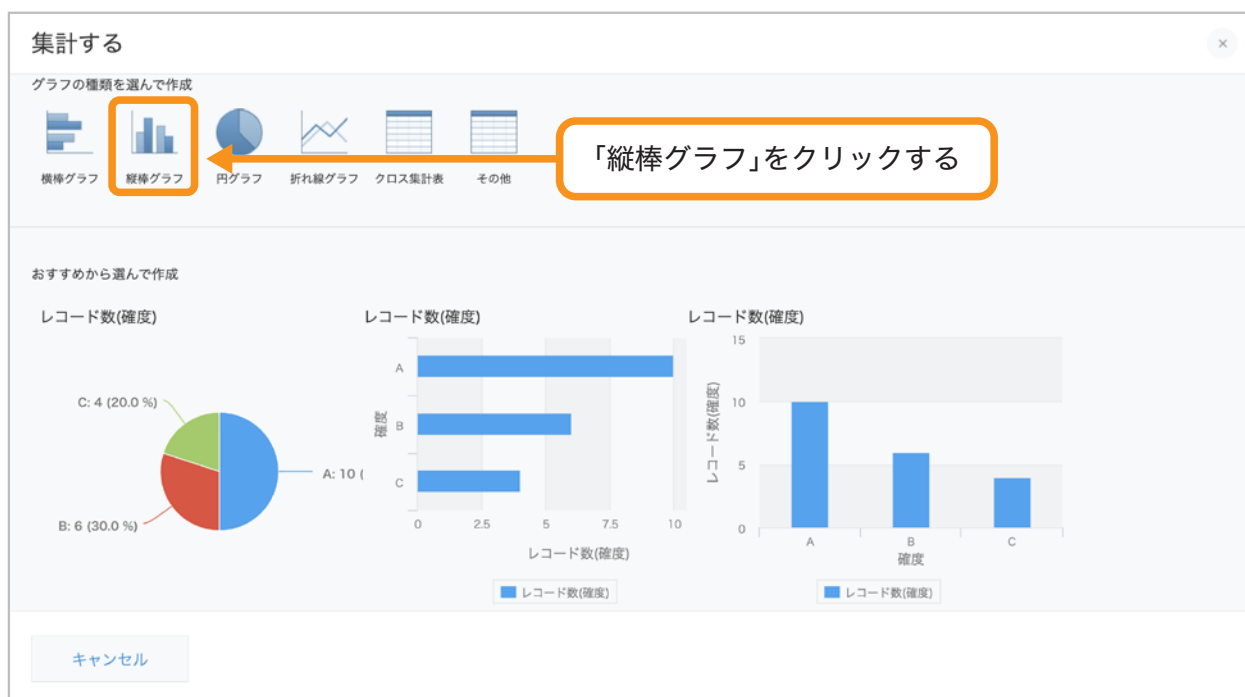 集計する
×
グラフの種類を選んで作成
横棒グラフ
縦棒グラフ
円グラフ
折れ線グラフ
クロス集計表
その他
「縦棒グラフ」をクリックする
おすすめから選んで作成
レコード数(確度)
C: 4 (20.0 %)
A: 10 (
B: 6 (30.0 %)
レコード数(確度)
確度
A
B
C
0 2.5 5 7.5 10
レコード数(確度)
レコード数(確度)
レコード数(確度)
レコード数(確度)
15
10
5
0
A B C
確度
レコード数(確度)
キャンセル